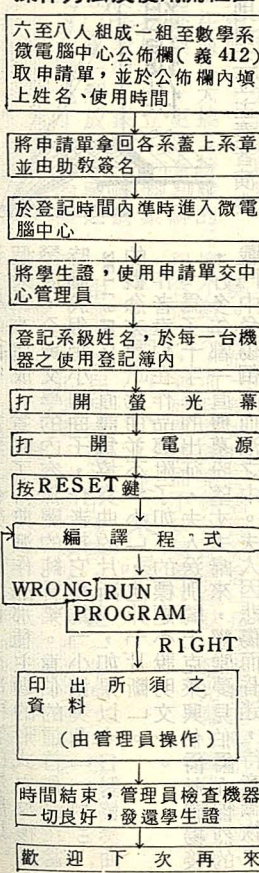 六至八人組成一組至數學系
微電腦中心公佈欄(義412)
取申請單,並於公佈欄內填
上姓名、使用時間
將申請單拿回各系蓋上系章
並由助教簽名
於登記時間內準時進入微電
腦中心
將學生證,使用申請單交中
心管理員
登記系級姓名,於每一台機
器之使用登記簿內
打開螢光幕
打開電源
按RESET鍵
編譯程式
WRONG RUN
PROGRAM
RIGHT
印出所須之
資料
(由管理員操作)
時間結束,管理員檢查機器
一切良好,發還學生證
歡迎下次再來